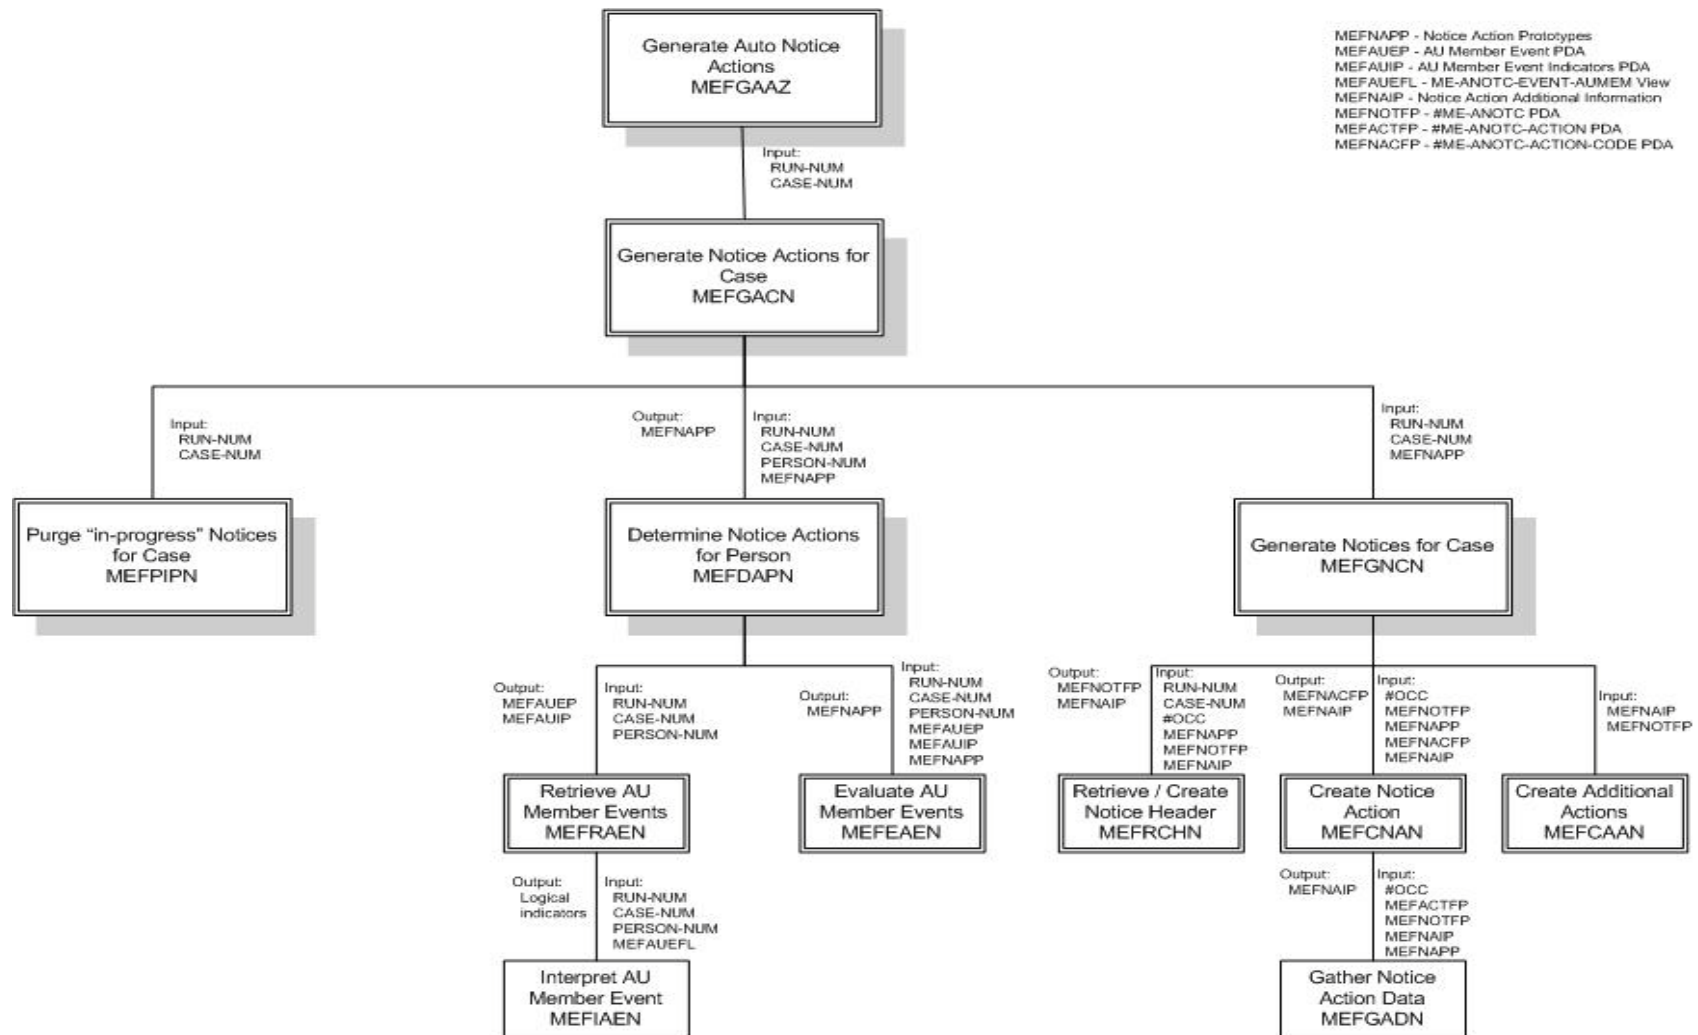 Generate Auto Notice
Actions
MEFGAAZ
MEFNAPP - Notice Action Prototypes
MEFAUEP - AU Member Event PDA
MEFAUIP - AU Member Event Indicators PDA
MEFAUEFL - ME-ANOTC-EVENT-AUMEM View
MEFNAIP - Notice Action Additional Information
MEFNOTFP - #ME-ANOTC PDA
MEFACTFP - #ME-ANOTC-ACTION PDA
MEFNACFP - #ME-ANOTC-ACTION-CODE PDA
Input:
RUN-NUM
CASE-NUM
Generate Notice Actions for
Case
MEFGACN
Input:
RUN-NUM
CASE-NUM
Output:
MEFNAPP
Input:
RUN-NUM
CASE-NUM
PERSON-NUM
MEFNAPP
Input:
RUN-NUM
CASE-NUM
MEFNAPP
Purge “in-progress” Notices
for Case
MEFPIPN
Determine Notice Actions
for Person
MEFDAPN
Generate Notices for Case
MEFGNCN
Output:
MEFAUEP
MEFAUIP
Input:
RUN-NUM
CASE-NUM
PERSON-NUM
Output:
MEFNAPP
Input:
RUN-NUM
CASE-NUM
PERSON-NUM
MEFAUEP
MEFAUIP
MEFNAPP
Output:
MEFNOTFP
MEFNAIP
Input:
RUN-NUM
CASE-NUM
#OCC
MEFNAPP
MEFNOTFP
MEFNAIP
Output:
MEFNACFP
MEFNAIP
Input:
#OCC
MEFNOTFP
MEFNAPP
MEFNACFP
MEFNAIP
Input:
MEFNAIP
MEFNOTFP
Retrieve AU
Member Events
MEFRAEN
Evaluate AU
Member Events
MEFEAEN
Retrieve / Create
Notice Header
MEFRCHN
Create Notice
Action
MEFCNAN
Create Additional
Actions
MEFCAAN
Output:
Logical
indicators
Input:
RUN-NUM
CASE-NUM
PERSON-NUM
MEFAUEFL
Output:
MEFNAIP
Input:
#OCC
MEFACTFP
MEFNOTFP
MEFNAIP
MEFNAPP
Interpret AU
Member Event
MEFIAEN
Gather Notice
Action Data
MEFGADN